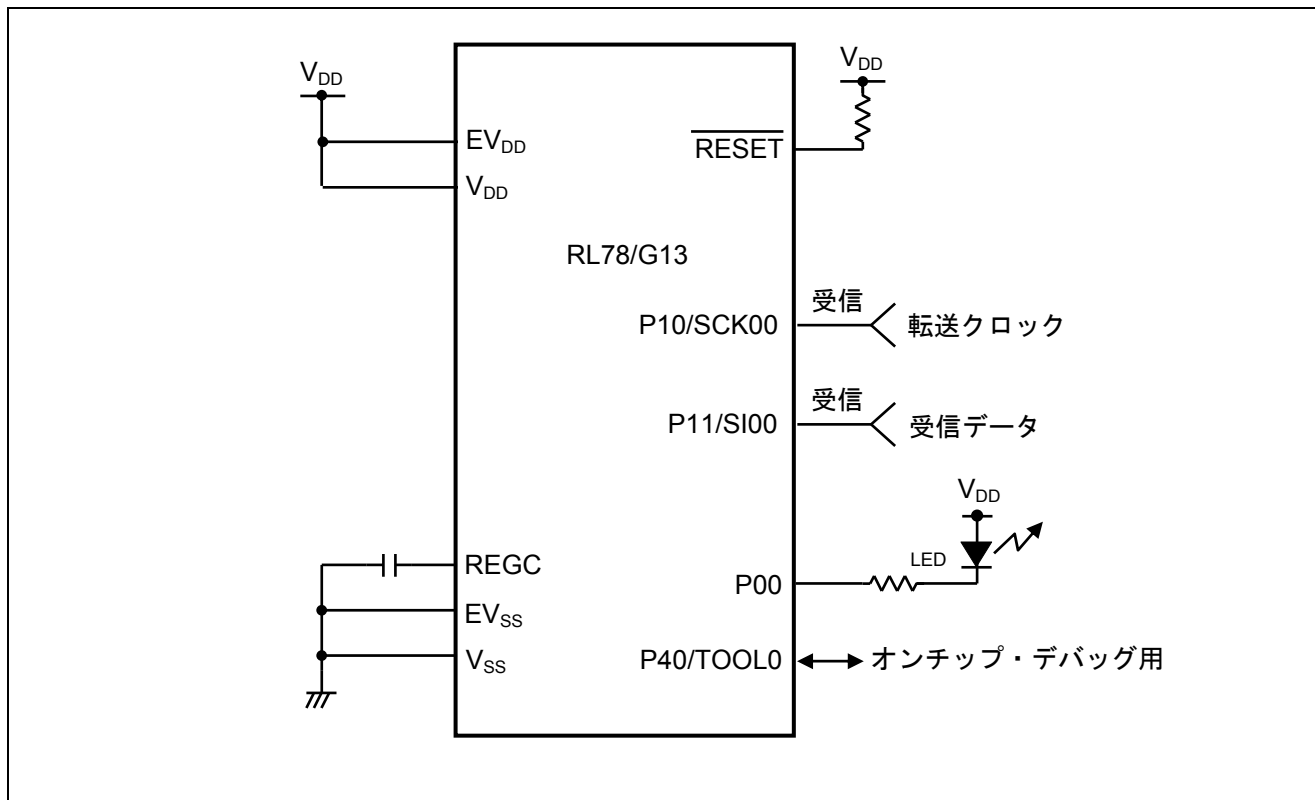 VDD
EVDD
VDD
VDD
RESET
RL78/G13
P10/SCK00
受信
転送クロック
P11/SI00
受信
受信データ
VDD
LED
REGC
P00
EVSS
VSS
P40/TOOL0
オンチップ・デバッグ用